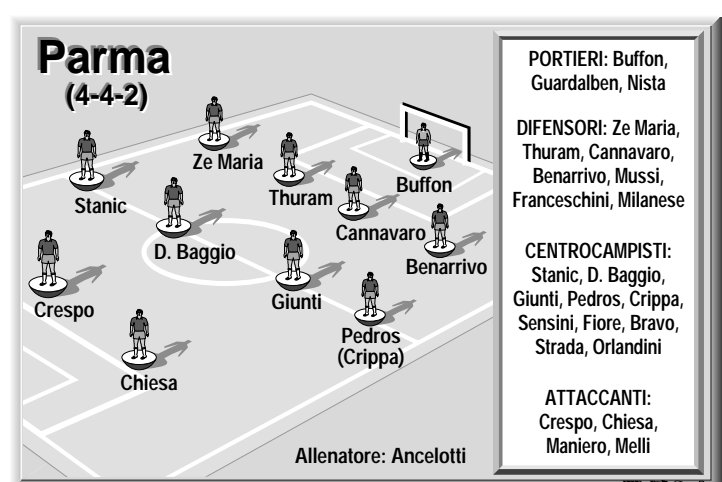 Parma
(4-4-2)
Ze Maria
Stanic
Thuram
Buffon
D. Baggio
Cannavaro
Benarrivo
Crespo
Giunti
Pedros
(Crippa)
Chiesa
Allenatore: Ancelotti
PORTIERI: Buffon,
Guardalben, Nista
DIFENSORI: Ze Maria,
Thuram, Cannavaro,
Benarrivo, Mussi,
Franceschini, Milanese
CENTROCAMPISTI:
Stanic, D. Baggio,
Giunti, Pedros, Crippa,
Sensini, Fiore, Bravo,
Strada, Orlandini
ATTACCANTI:
Crespo, Chiesa,
Maniero, Melli